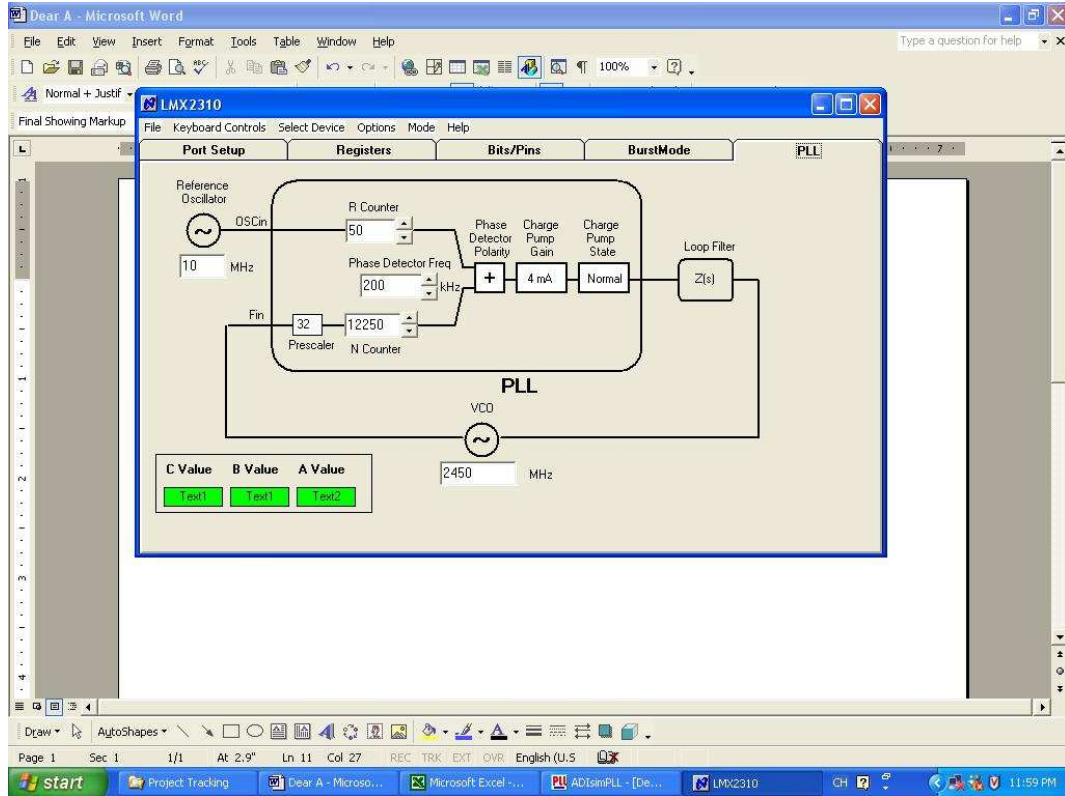 Dear A - Microsoft Word
File Edit View Insert Format Tools Table Window Help
Type a question for help
100%
Normal + Justif
Final Showing Markup
LMX2310
File Keyboard Controls Select Device Options Mode Help
Port Setup Registers Bits/Pins BurstMode PLL
Reference
Oscillator
OSCin
10 MHz
R Counter
50
Phase Detector Freq
200 kHz
Fin
32
Prescaler
12250
N Counter
Phase
Detector
Polarity
+
Charge
Pump
Gain
4 mA
Charge
Pump
State
Normal
Loop Filter
Z(s)
PLL
VCO
2450 MHz
C Value B Value A Value
Text1 Text1 Text2
Draw AutoShapes
Page 1 Sec 1 1/1 At 2.9" Ln 11 Col 27 REC TRK EXT OVR English (U.S
start Project Tracking Dear A - Microso... Microsoft Excel -... ADIsimPLL - [De... LMX2310 CH 11:59 PM